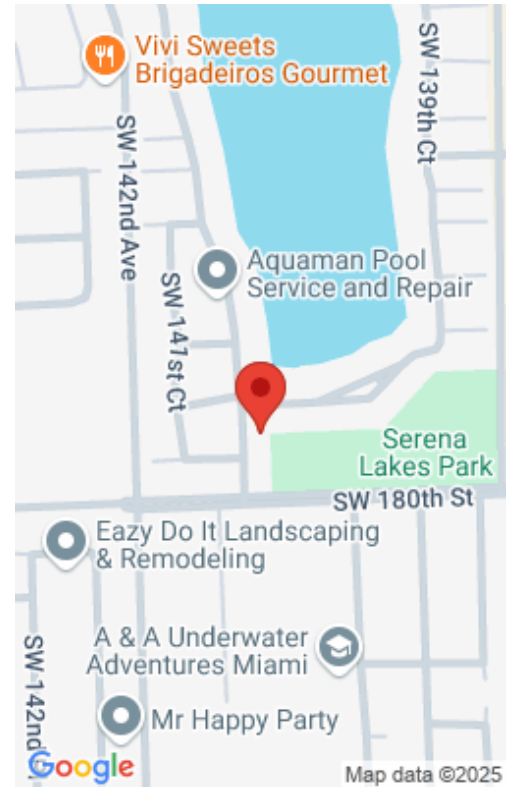 Vivi Sweets
Brigadeiros Gourmet
SW 139th Ct
SW 142nd Ave
Aquaman Pool
Service and Repair
SW 141st Ct
Serena
Lakes Park
SW 180th St
Eazy Do It Landscaping
& Remodeling
A & A Underwater
Adventures Miami
SW 142nd
Mr Happy Party
Google
Map data ©2025